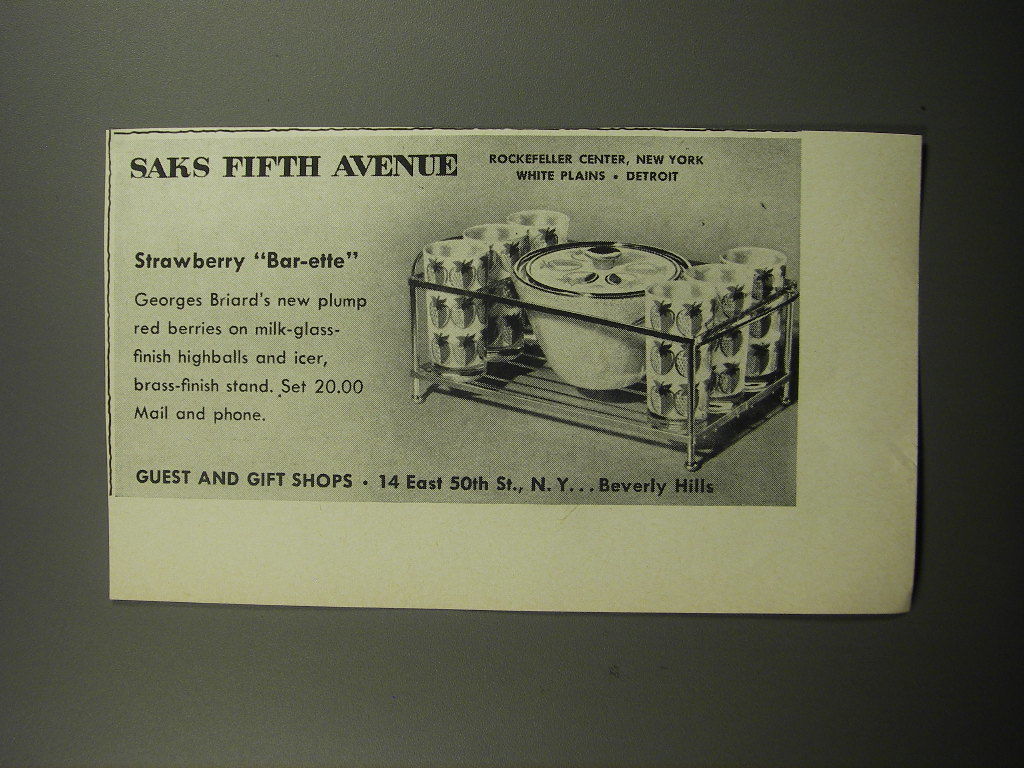 SAKS FIFTH AVENUE
ROCKEFELLER CENTER, NEW YORK
WHITE PLAINS • DETROIT
Strawberry "Bar-ette"
Georges Briard's new plump
red berries on milk-glass-
finish highballs and icer,
brass-finish stand. Set 20.00
Mail and phone.
GUEST AND GIFT SHOPS • 14 East 50th St., N. Y... Beverly Hills